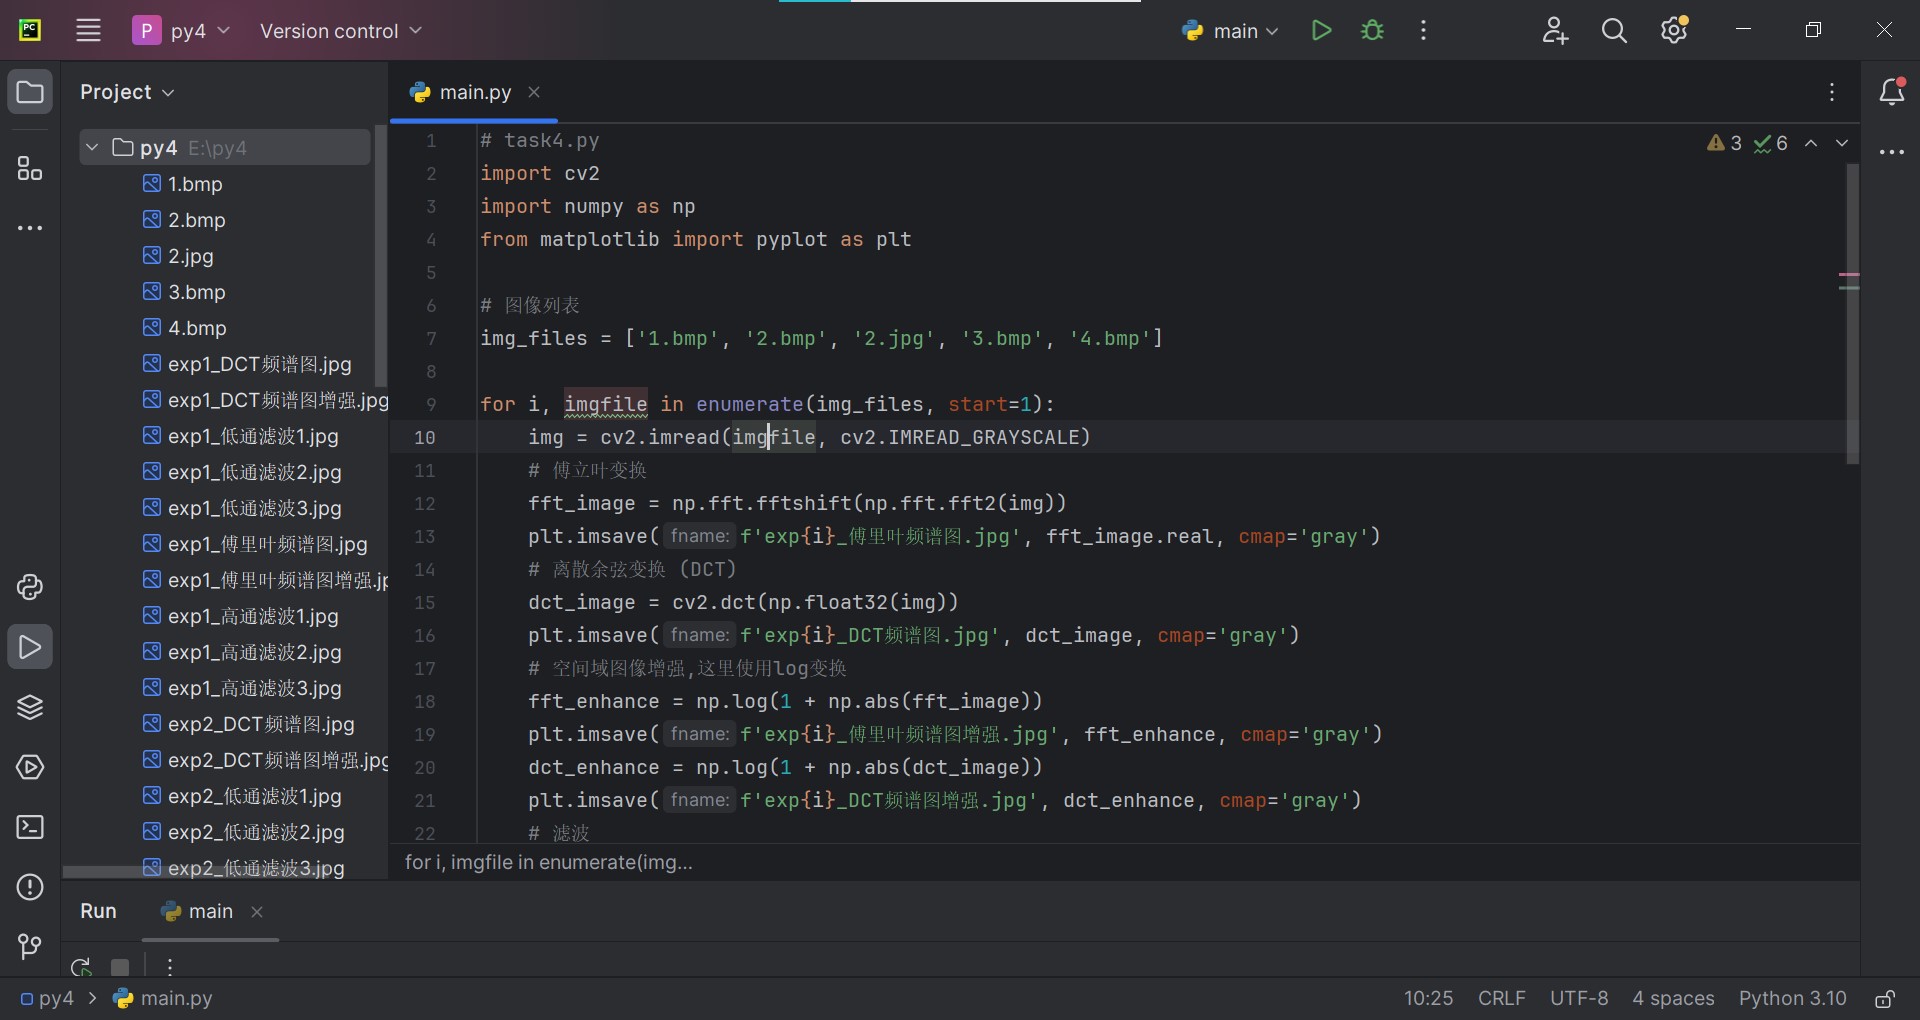 PC
P py4 Version control main
Project
main.py
py4 E:\py4
1.bmp
2.bmp
2.jpg
3.bmp
4.bmp
exp1_DCT频谱图.jpg
exp1_DCT频谱图增强.jpg
exp1_低通滤波1.jpg
exp1_低通滤波2.jpg
exp1_低通滤波3.jpg
exp1_傅里叶频谱图.jpg
exp1_傅里叶频谱图增强.jp
exp1_高通滤波1.jpg
exp1_高通滤波2.jpg
exp1_高通滤波3.jpg
exp2_DCT频谱图.jpg
exp2_DCT频谱图增强.jpg
exp2_低通滤波1.jpg
exp2_低通滤波2.jpg
exp2_低通滤波3.jpg
3 6
1 # task4.py
2 import cv2
3 import numpy as np
4 from matplotlib import pyplot as plt
5
6 # 图像列表
7 img_files = ['1.bmp', '2.bmp', '2.jpg', '3.bmp', '4.bmp']
8
9 for i, imgfile in enumerate(img_files, start=1):
10 img = cv2.imread(imgfile, cv2.IMREAD_GRAYSCALE)
11 # 傅立叶变换
12 fft_image = np.fft.fftshift(np.fft.fft2(img))
13 plt.imsave( fname: f'exp{i}_傅里叶频谱图.jpg', fft_image.real, cmap='gray')
14 # 离散余弦变换 (DCT)
15 dct_image = cv2.dct(np.float32(img))
16 plt.imsave( fname: f'exp{i}_DCT频谱图.jpg', dct_image, cmap='gray')
17 # 空间域图像增强,这里使用log变换
18 fft_enhance = np.log(1 + np.abs(fft_image))
19 plt.imsave( fname: f'exp{i}_傅里叶频谱图增强.jpg', fft_enhance, cmap='gray')
20 dct_enhance = np.log(1 + np.abs(dct_image))
21 plt.imsave( fname: f'exp{i}_DCT频谱图增强.jpg', dct_enhance, cmap='gray')
22 # 滤波
for i, imgfile in enumerate(img...
Run main
py4 > main.py 10:25 CRLF UTF-8 4 spaces Python 3.10